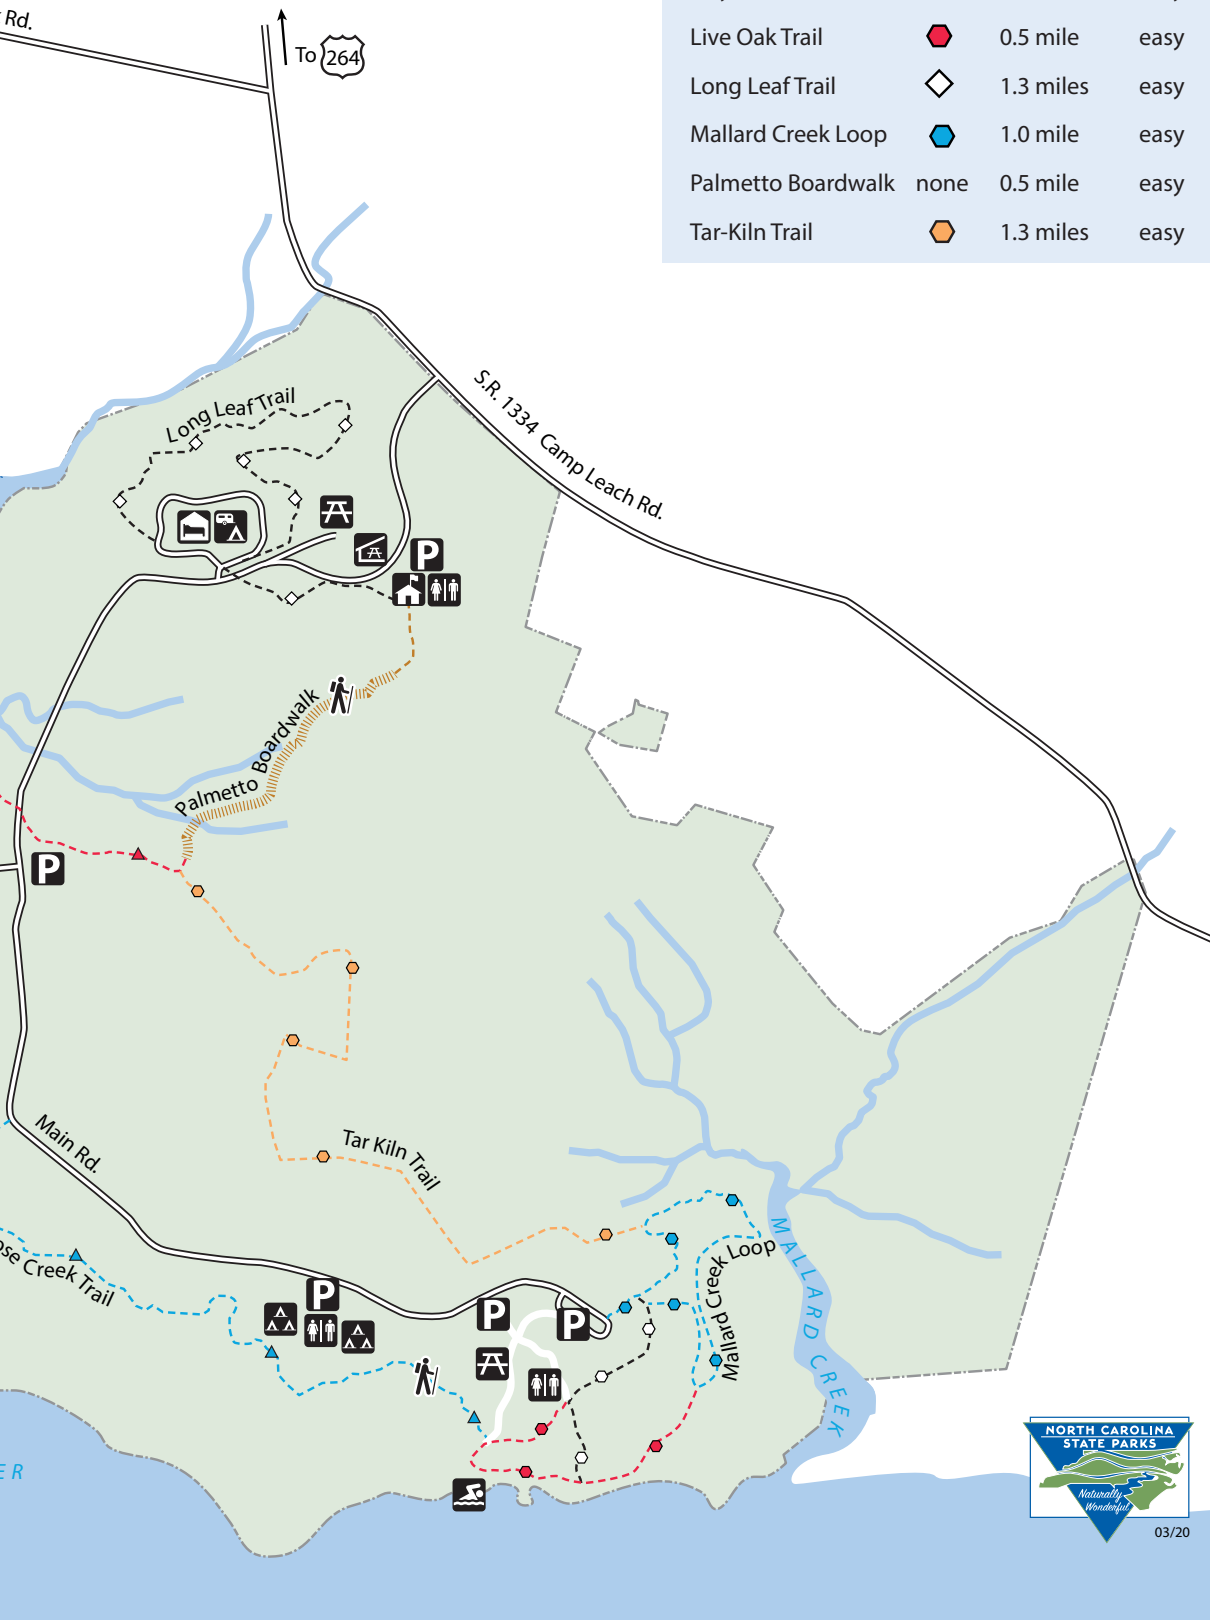 Rd.
To 264
Live Oak Trail 0.5 mile easy
Long Leaf Trail 1.3 miles easy
Mallard Creek Loop 1.0 mile easy
Palmetto Boardwalk none 0.5 mile easy
Tar-Kiln Trail 1.3 miles easy
S.R. 1334 Camp Leach Rd.
Long Leaf Trail
P
Palmetto Boardwalk
P
Main Rd.
Tar Kiln Trail
Creek Trail
MALLARD CREEK
Mallard Creek Loop
P
P
P
ER
NORTH CAROLINA
STATE PARKS
Naturally
Wonderful
03/20